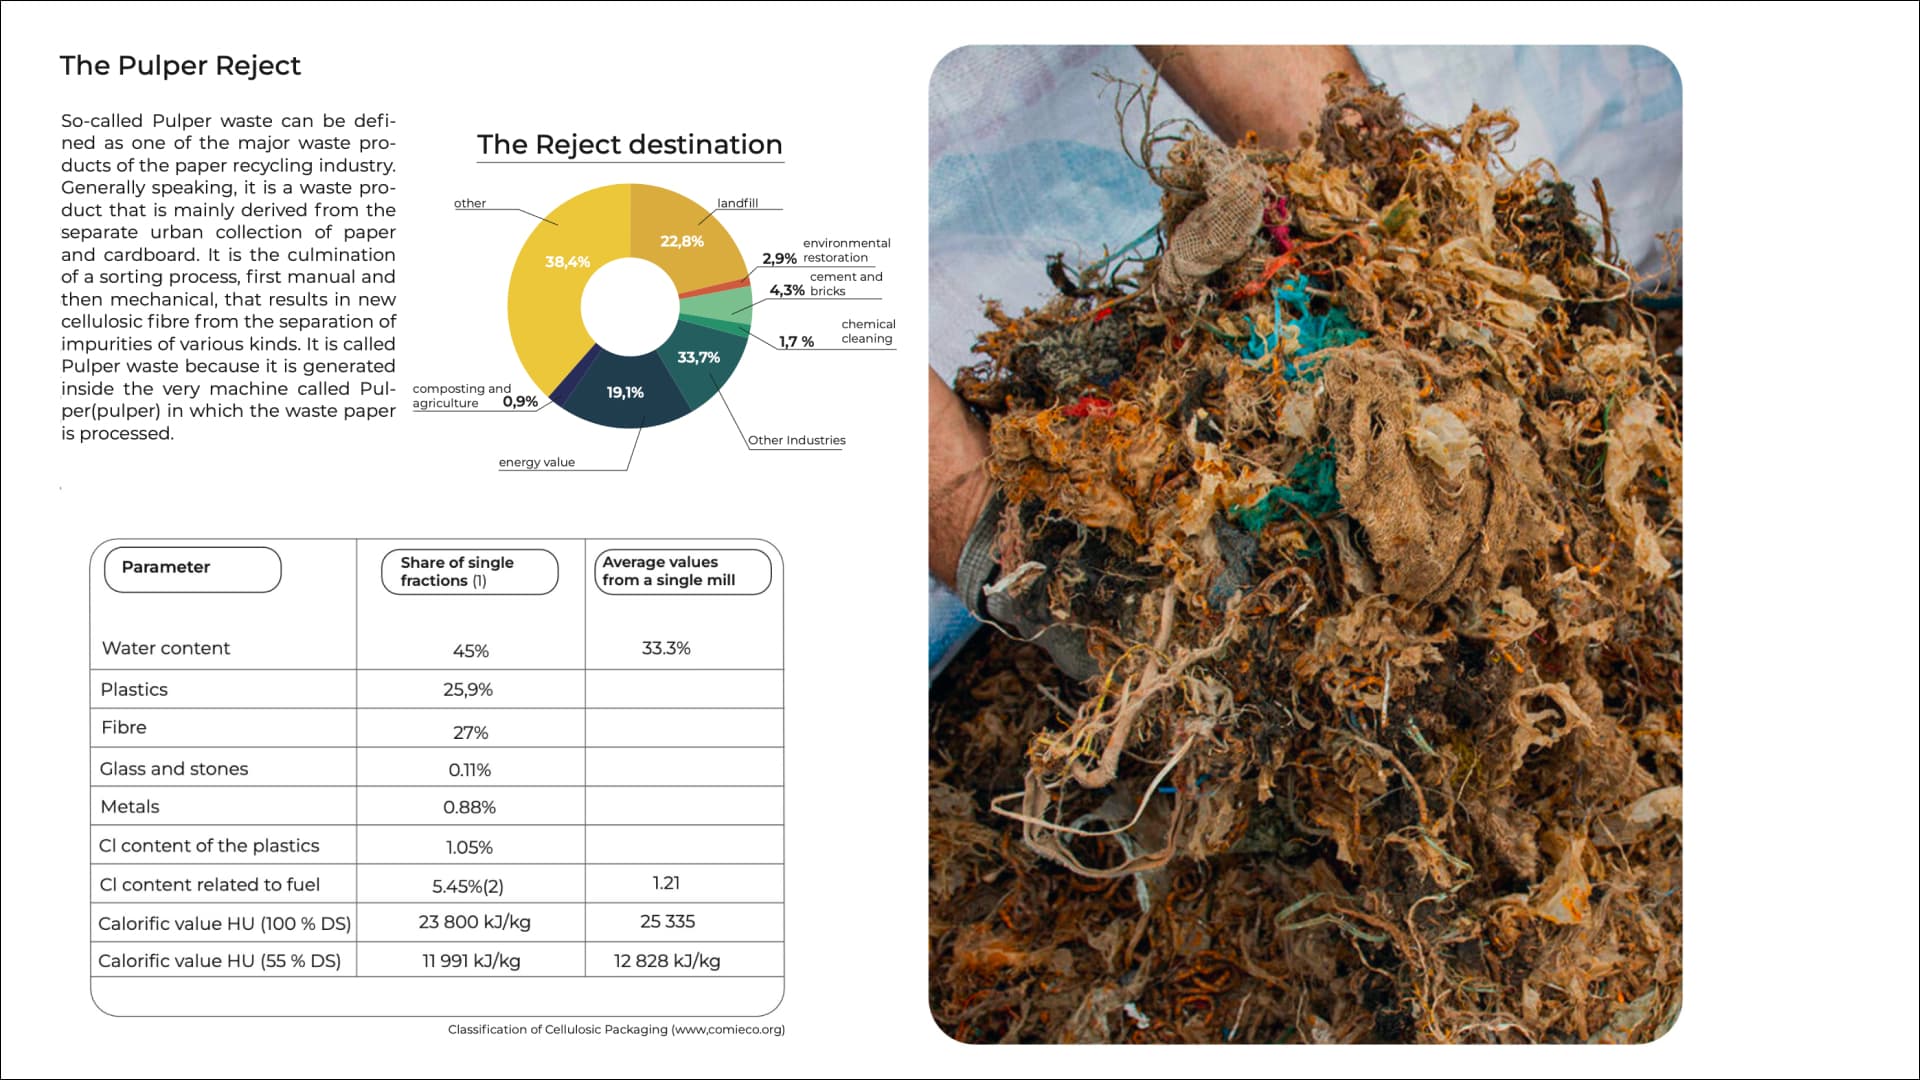 The Pulper Reject
So-called Pulper waste can be defi-
ned as one of the major waste pro-
ducts of the paper recycling industry.
Generally speaking, it is a waste pro-
duct that is mainly derived from the
separate urban collection of paper
and cardboard. It is the culmination
of a sorting process, first manual and
then mechanical, that results in new
cellulosic fibre from the separation of
impurities of various kinds. It is called
Pulper waste because it is generated
inside the very machine called Pul-
per(pulper) in which the waste paper
is processed.
The Reject destination
other
38,4%
landfill
22,8%
environmental
2,9% restoration
cement and
4,3% bricks
chemical
1,7 % cleaning
33,7%
Other Industries
19,1%
energy value
composting and
agriculture 0,9%
Parameter
Share of single
fractions (1)
Average values
from a single mill
Water content 45% 33.3%
Plastics 25,9%
Fibre 27%
Glass and stones 0.11%
Metals 0.88%
Cl content of the plastics 1.05%
Cl content related to fuel 5.45%(2) 1.21
Calorific value HU (100 % DS) 23 800 kJ/kg 25 335
Calorific value HU (55 % DS) 11 991 kJ/kg 12 828 kJ/kg
Classification of Cellulosic Packaging (www,comieco.org)